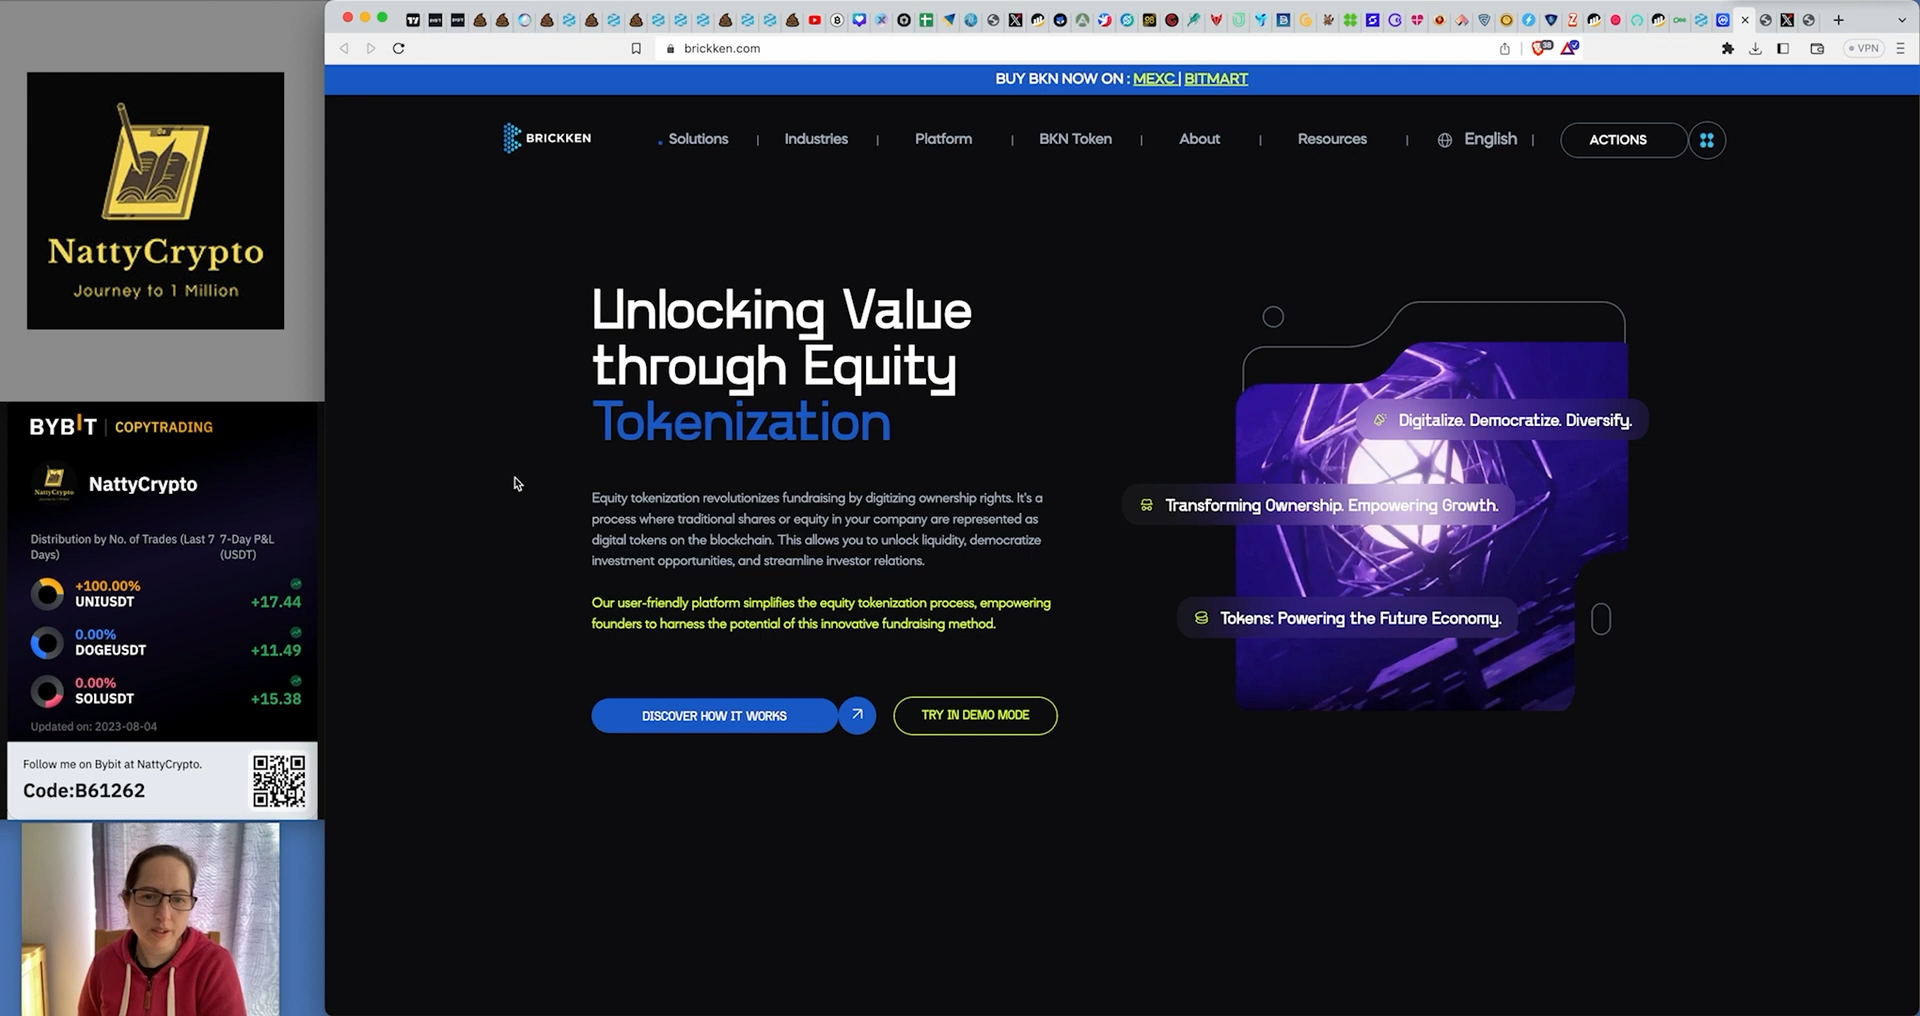 NattyCrypto
Journey to 1 Million
BYBIT | COPYTRADING
NattyCrypto
NattyCrypto
Distribution by No. of Trades (Last 7 Days)
7-Day P&L (USDT)
+100.00%
UNIUSDT
+17.44
0.00%
DOGEUSDT
+11.49
0.00%
SOLUSDT
+15.38
Updated on: 2023-08-04
Follow me on Bybit at NattyCrypto.
Code:B61262
brickken.com
VPN
BUY BKN NOW ON : MEXC | BITMART
BRICKKEN
Solutions | Industries | Platform | BKN Token | About | Resources | English |
ACTIONS
Unlocking Value
through Equity
Tokenization
Equity tokenization revolutionizes fundraising by digitizing ownership rights. It's a
process where traditional shares or equity in your company are represented as
digital tokens on the blockchain. This allows you to unlock liquidity, democratize
investment opportunities, and streamline investor relations.
Our user-friendly platform simplifies the equity tokenization process, empowering
founders to harness the potential of this innovative fundraising method.
DISCOVER HOW IT WORKS
TRY IN DEMO MODE
Digitalize. Democratize. Diversify.
Transforming Ownership. Empowering Growth.
Tokens: Powering the Future Economy.